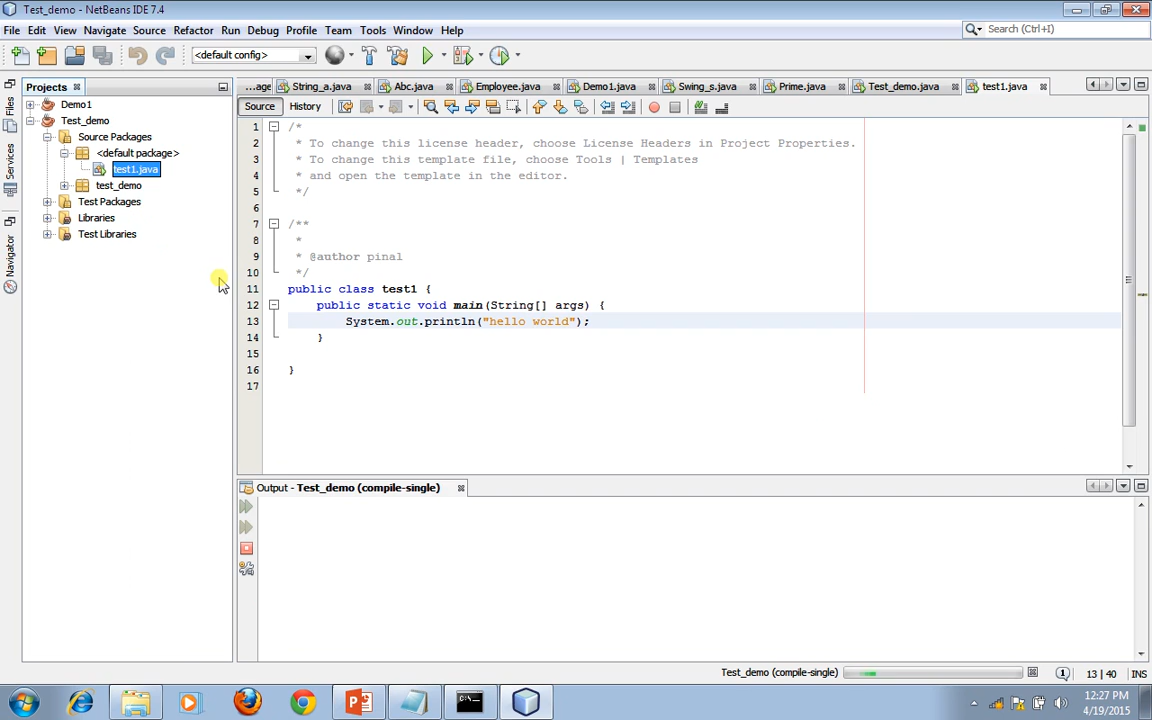 Test_demo - NetBeans IDE 7.4
File Edit View Navigate Source Refactor Run Debug Profile Team Tools Window Help
Search (Ctrl+I)
<default config>
Projects
...age String_a.java Abc.java Employee.java Demo1.java Swing_s.java Prime.java Test_demo.java test1.java
Files
Services
Navigator
Demo1
Test_demo
Source Packages
<default package>
test1.java
test_demo
Test Packages
Libraries
Test Libraries
Source History
1 /*
2 * To change this license header, choose License Headers in Project Properties.
3 * To change this template file, choose Tools | Templates
4 * and open the template in the editor.
5 */
6
7 /**
8 *
9 * @author pinal
10 */
11 public class test1 {
12 public static void main(String[] args) {
13 System.out.println("hello world");
14 }
15
16 }
17
Output - Test_demo (compile-single)
Test_demo (compile-single) 1 13 | 40 INS
12:27 PM
4/19/2015